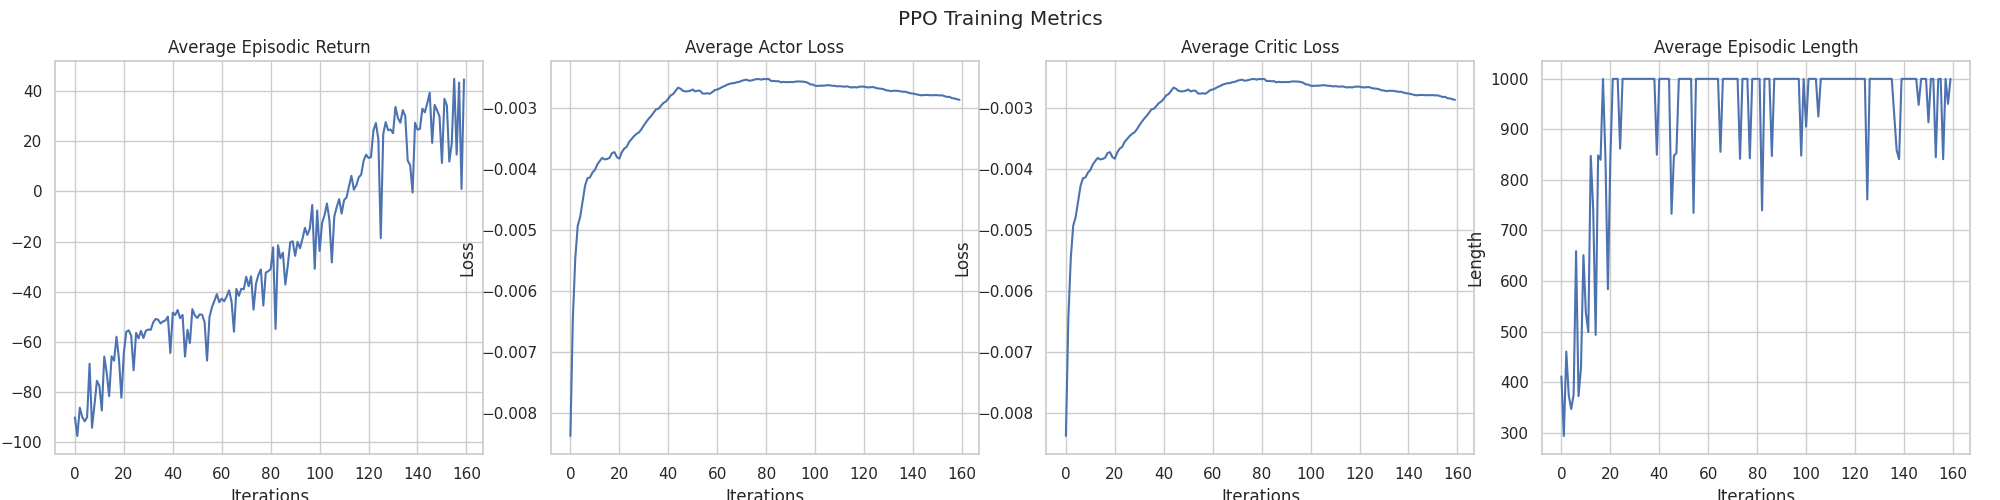 PPO Training Metrics
Average Episodic Return
40
20
0
−20
−40
−60
−80
−100
0 20 40 60 80 100 120 140 160
Iterations
Average Actor Loss
Loss
−0.003
−0.004
−0.005
−0.006
−0.007
−0.008
0 20 40 60 80 100 120 140 160
Iterations
Average Critic Loss
Loss
−0.003
−0.004
−0.005
−0.006
−0.007
−0.008
0 20 40 60 80 100 120 140 160
Iterations
Average Episodic Length
Length
1000
900
800
700
600
500
400
300
0 20 40 60 80 100 120 140 160
Iterations